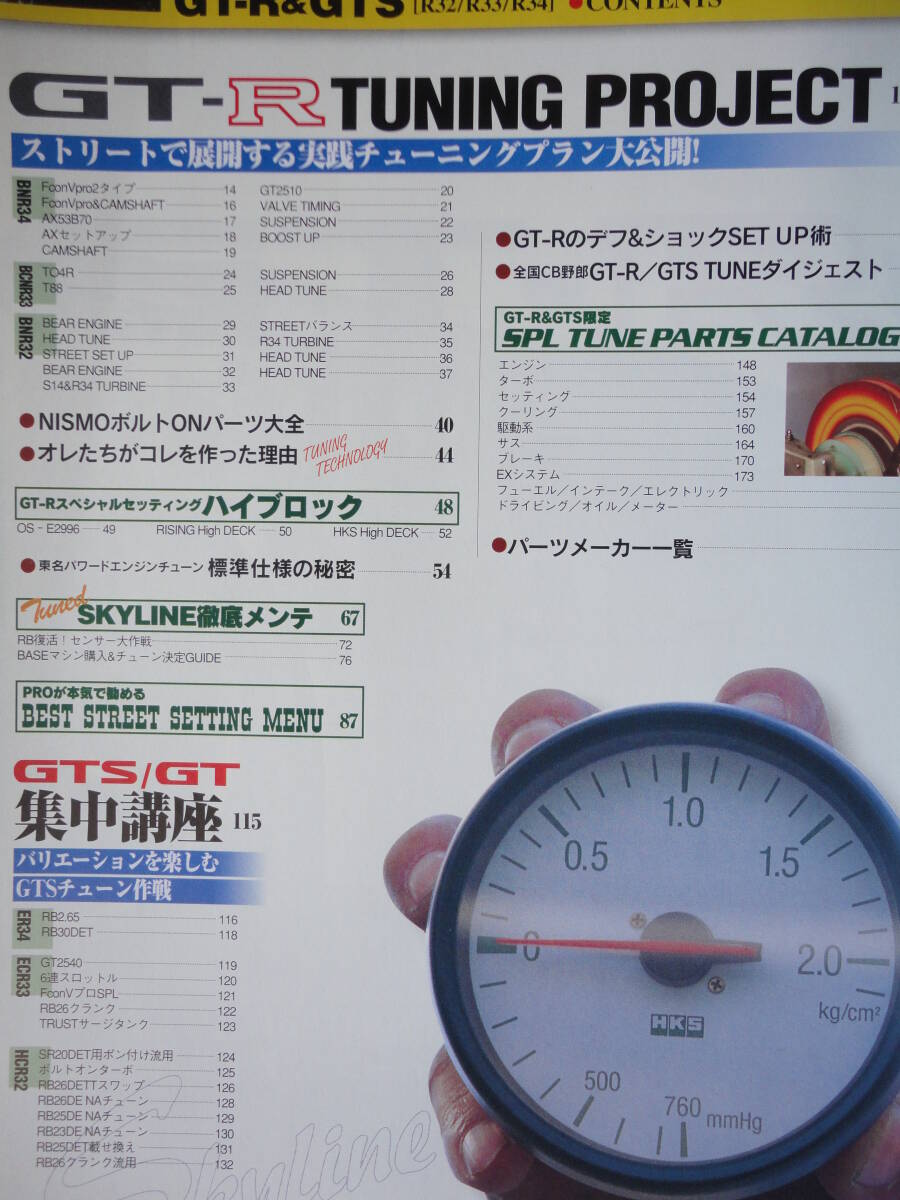 GT-R&GTS [R32/R33/R34] ●CONTENTS
GT-R TUNING PROJECT
ストリートで展開する実践チューニングプラン大公開!
BNR34
FconVpro2タイプ 14
FconVpro&CAMSHAFT 16
AX53B70 17
AXセットアップ 18
CAMSHAFT 19
GT2510 20
VALVE TIMING 21
SUSPENSION 22
BOOST UP 23
BCNR33
TO4R 24
T88 25
SUSPENSION 26
HEAD TUNE 28
BNR32
BEAR ENGINE 29
HEAD TUNE 30
STREET SET UP 31
BEAR ENGINE 32
S14&R34 TURBINE 33
STREETバランス 34
R34 TURBINE 35
HEAD TUNE 36
HEAD TUNE 37
●NISMOボルトONパーツ大全 40
●オレたちがコレを作った理由 TUNING TECHNOLOGY 44
GT-Rスペシャルセッティング ハイブロック 48
OS-E2996 49 RISING High DECK 50 HKS High DECK 52
●東名パワードエンジンチューン 標準仕様の秘密 54
Tuned SKYLINE徹底メンテ 67
RB復活！センサー大作戦 72
BASEマシン購入&チューン決定GUIDE 76
PROが本気で勧める
BEST STREET SETTING MENU 87
GTS/GT
集中講座 115
バリエーションを楽しむ
GTSチューン作戦
ER34
RB2.65 116
RB30DET 118
ECR33
GT2540 119
6連スロットル 120
FconVプロSPL 121
RB26クランク 122
TRUSTサージタンク 123
HCR32
SR20DET用ポン付け流用 124
ボルトオンターボ 125
RB26DETTスワップ 126
RB26DE NAチューン 128
RB25DE NAチューン 129
RB23DE NAチューン 130
RB25DET載せ換え 131
RB26クランク流用 132
Skyline
●GT-Rのデフ&ショックSET UP術
●全国CB野郎GT-R／GTS TUNEダイジェスト
GT-R&GTS限定
SPL TUNE PARTS CATALOG
エンジン 148
ターボ 153
セッティング 154
クーリング 157
駆動系 160
サス 164
ブレーキ 170
EXシステム 173
フューエル／インテーク／エレクトリック
ドライビング／オイル／メーター
●パーツメーカー一覧
0
0.5
1.0
1.5
2.0
kg/cm²
HKS
500
760 mmHg